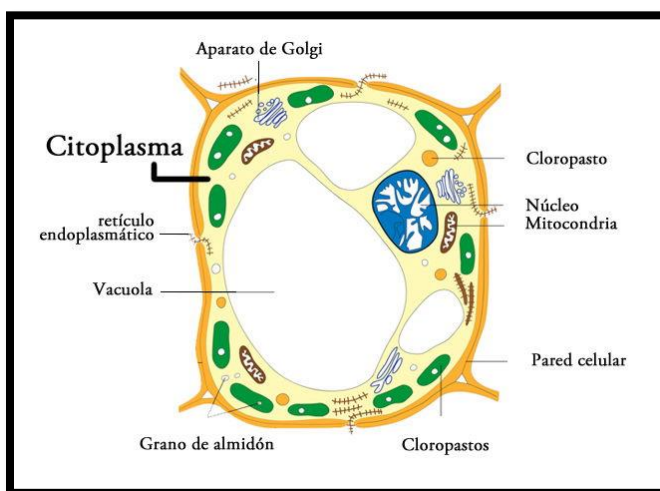 Aparato de Golgi
Citoplasma
Cloropasto
Núcleo
Mitocondria
retículo
endoplasmático
Vacuola
Pared celular
Grano de almidón
Cloropastos